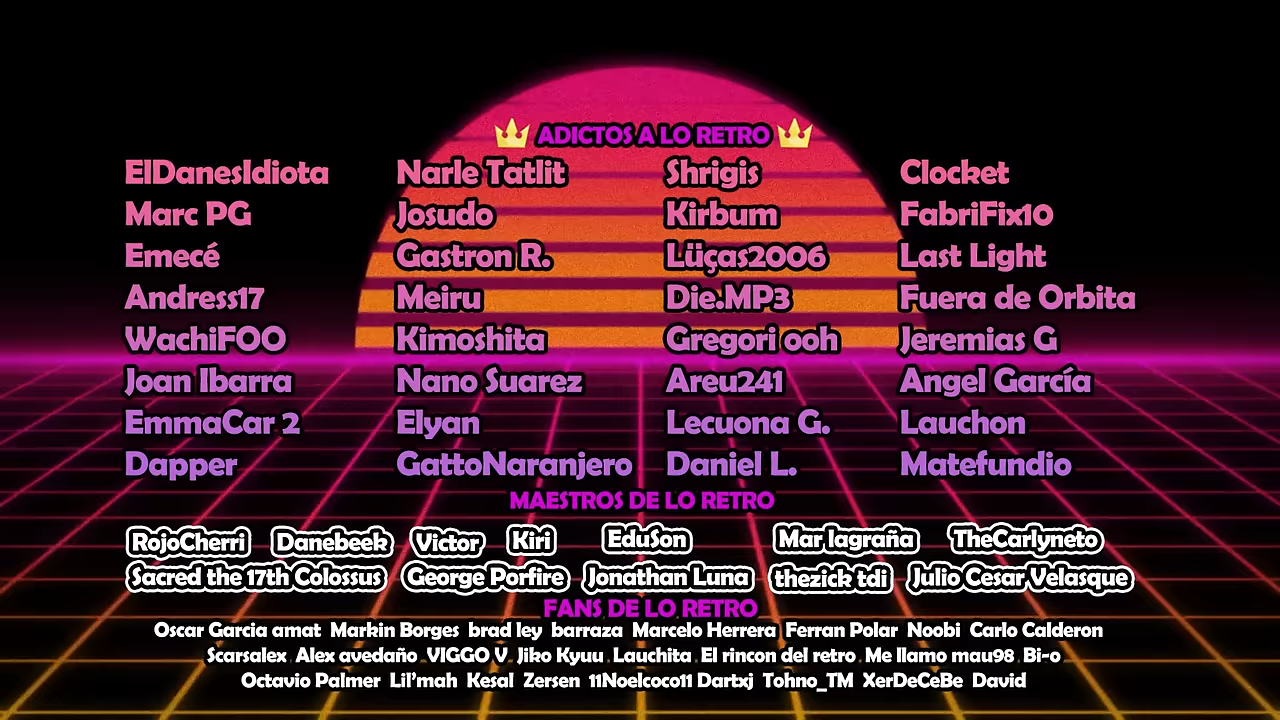 ADICTOS A LO RETRO
ElDanesIdiota Narle Tatlit Shrigis Clocket
Marc PG Josudo Kirbum FabriFix10
Emecé Gastron R. Lüças2006 Last Light
Andress17 Meiru Die.MP3 Fuera de Orbita
WachiFOO Kimoshita Gregori ooh Jeremias G
Joan Ibarra Nano Suarez Areu241 Angel García
EmmaCar 2 Elyan Lecuona G. Lauchon
Dapper GattoNaranjero Daniel L. Matefundio
MAESTROS DE LO RETRO
RojoCherri Danebeek Victor Kiri EduSon Mar lagraña TheCarlyneto
Sacred the 17th Colossus George Porfire Jonathan Luna thezick tdi Julio Cesar Velasque
FANS DE LO RETRO
Oscar Garcia amat Markin Borges brad ley barraza Marcelo Herrera Ferran Polar Noobi Carlo Calderon
Scarsalex Alex avedaño VIGGO V Jiko Kyuu Lauchita El rincon del retro Me llamo mau98 Bi-o
Octavio Palmer Lil'mah Kesal Zersen 11Noelcoco11 Dartxj Tohno_TM XerDeCeBe David